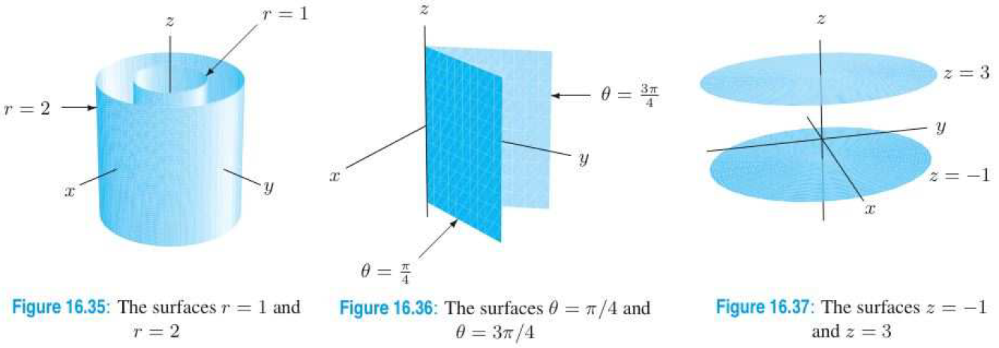 z
r = 1
r = 2
x
y
Figure 16.35: The surfaces r = 1 and
r = 2
z
θ = 3π/4
y
x
θ = π/4
Figure 16.36: The surfaces θ = π/4 and
θ = 3π/4
z
z = 3
y
z = −1
x
Figure 16.37: The surfaces z = −1
and z = 3